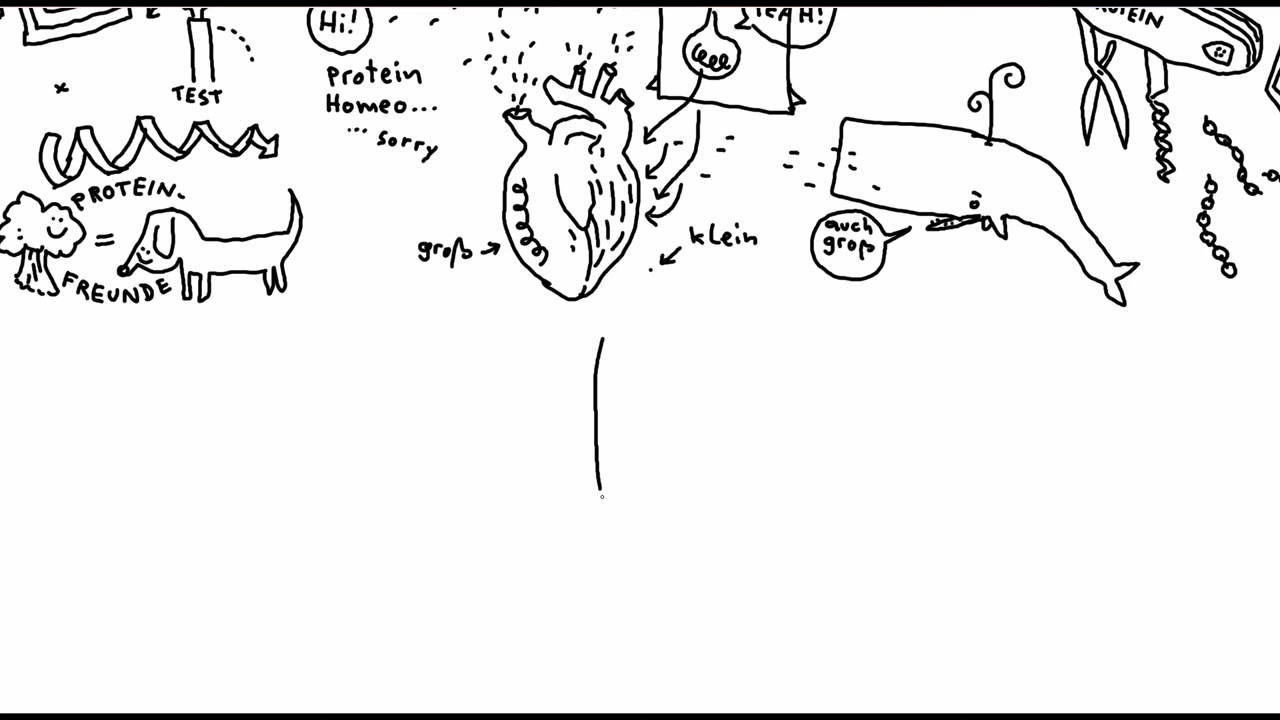 Hi!
TEST
protein
Homeo...
... sorry
PROTEIN.
=
FREUNDE
groß
klein
auch
groß